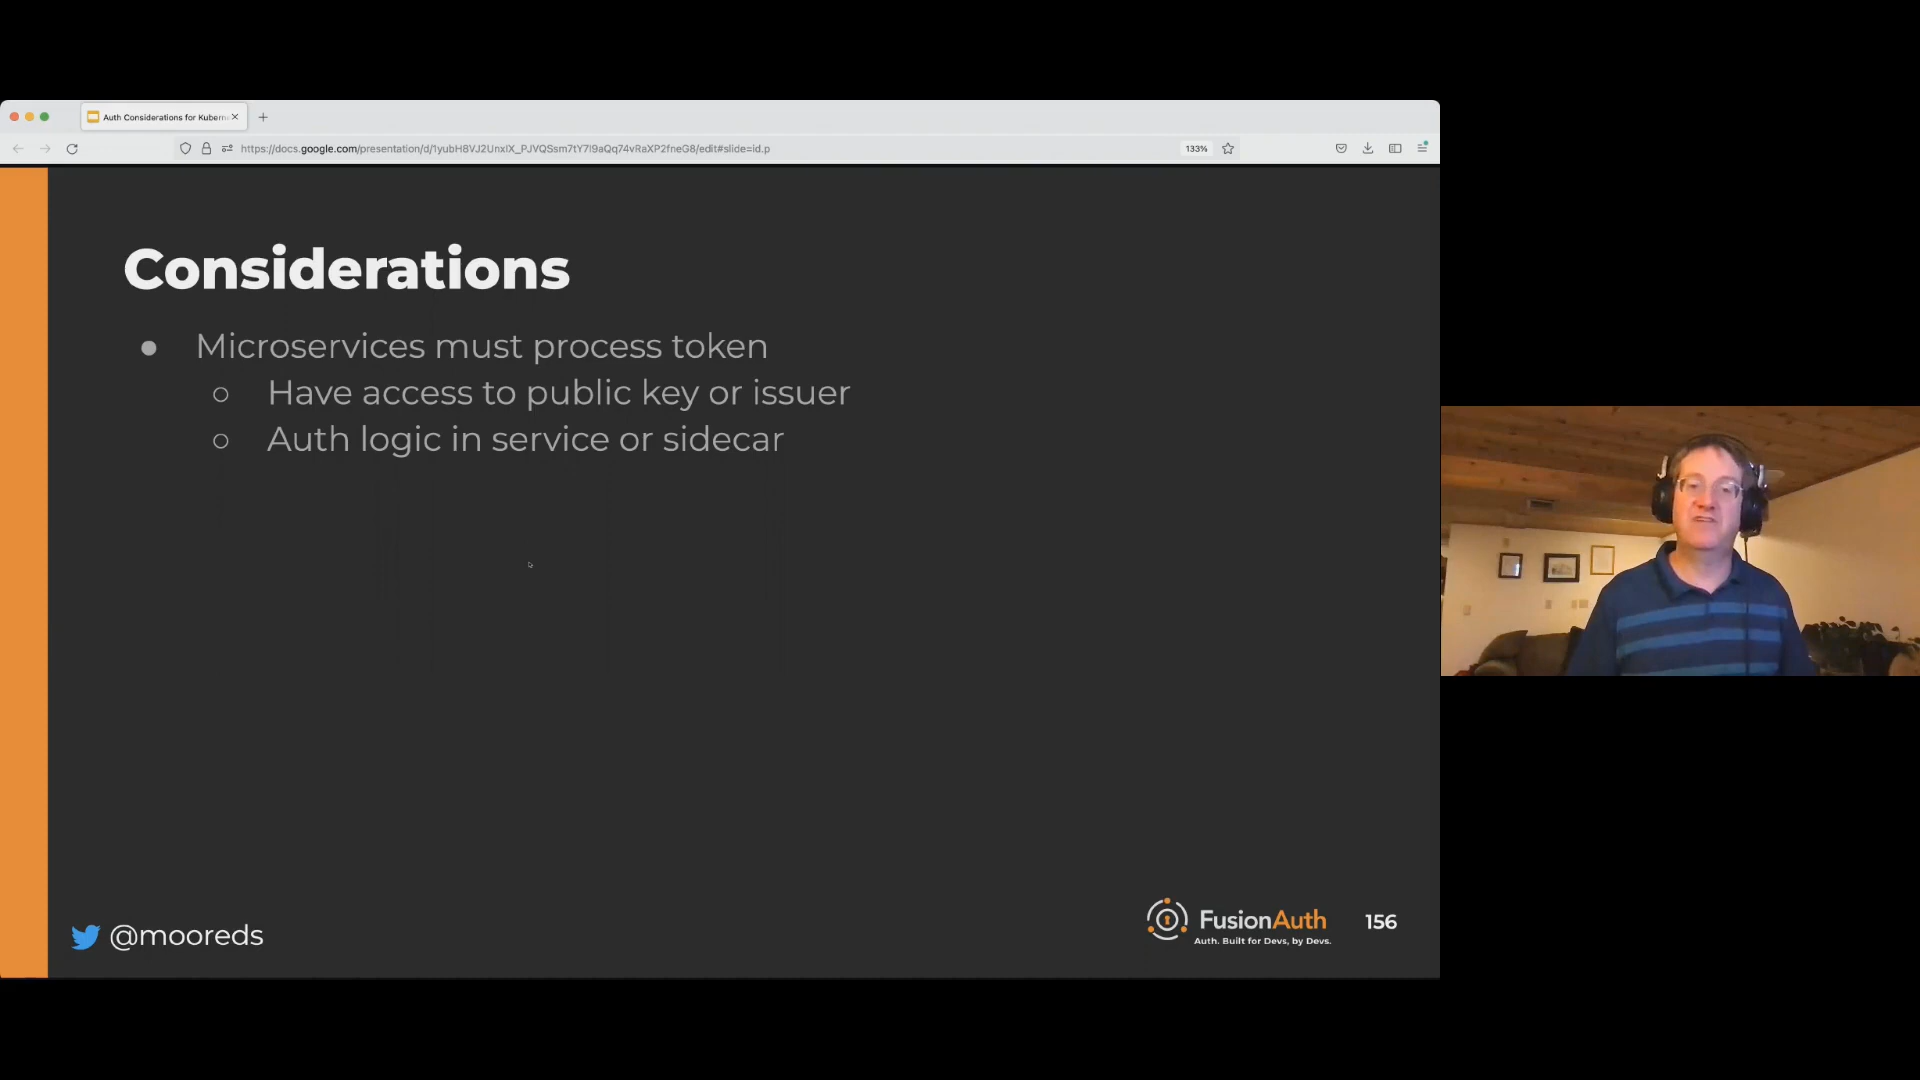 Auth Considerations for Kubern
https://docs.google.com/presentation/d/1yubH8VJ2UnxIX_PJVQSsm7tY7I9aQq74vRaXP2fneG8/edit#slide=id.p
133%
Considerations
Microservices must process token
Have access to public key or issuer
Auth logic in service or sidecar
@mooreds
FusionAuth
Auth. Built for Devs, by Devs.
156